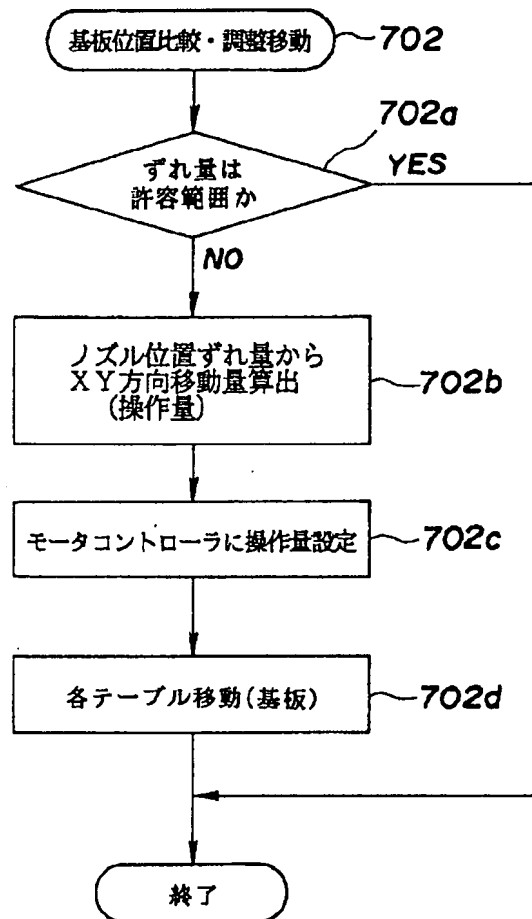 基板位置比較・調整移動
702
702a
ずれ量は
許容範囲か
YES
NO
ノズル位置ずれ量から
XY方向移動量算出
(操作量)
702b
モータコントローラに操作量設定
702c
各テーブル移動(基板)
702d
終了